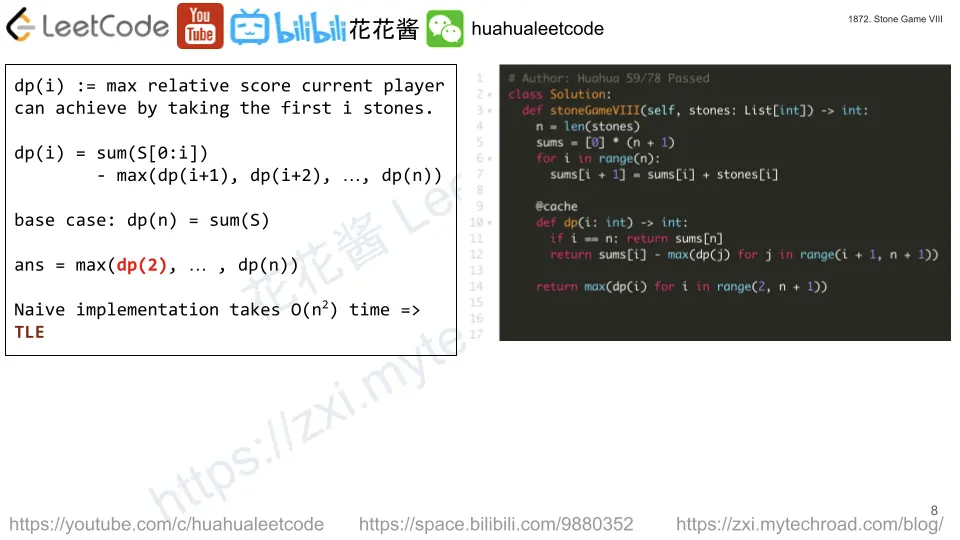 LeetCode
You
Tube
bilibili
花花酱
huahualeetcode
1872. Stone Game VIII
dp(i) := max relative score current player
can achieve by taking the first i stones.
dp(i) = sum(S[0:i])
- max(dp(i+1), dp(i+2), …, dp(n))
base case: dp(n) = sum(S)
ans = max(dp(2), … , dp(n))
Naive implementation takes O(n²) time =>
TLE
1 # Author: Huahua 59/78 Passed
2 class Solution:
3 def stoneGameVIII(self, stones: List[int]) -> int:
4 n = len(stones)
5 sums = [0] * (n + 1)
6 for i in range(n):
7 sums[i + 1] = sums[i] + stones[i]
8
9 @cache
10 def dp(i: int) -> int:
11 if i == n: return sums[n]
12 return sums[i] - max(dp(j) for j in range(i + 1, n + 1))
13
14 return max(dp(i) for i in range(2, n + 1))
15
16
17
花花酱 Lee
https://zxi.myte
8
https://youtube.com/c/huahualeetcode
https://space.bilibili.com/9880352
https://zxi.mytechroad.com/blog/